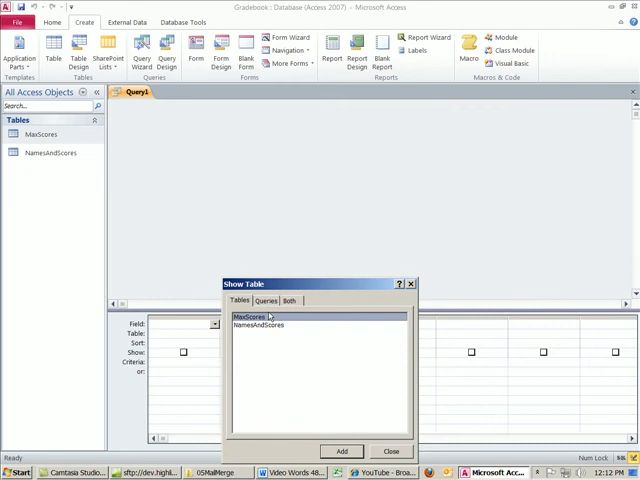 Gradebook : Database (Access 2007) - Microsoft Access
File Home Create External Data Database Tools
Application Parts Table Table Design SharePoint Lists Query Wizard Query Design Form Form Design Blank Form Form Wizard Navigation More Forms Report Report Design Blank Report Report Wizard Labels Macro Module Class Module Visual Basic
Templates Tables Queries Forms Reports Macros & Code
All Access Objects
Search...
Tables
MaxScores
NamesAndScores
Query1
Show Table
Tables Queries Both
MaxScores
NamesAndScores
Add Close
Field:
Table:
Sort:
Show:
Criteria:
or:
Ready Num Lock SQL
Start Camtasia Studio... sftp://dev.highli... 05MailMerge Video Words 48... YouTube - Broa... Microsoft Acc... 12:12 PM